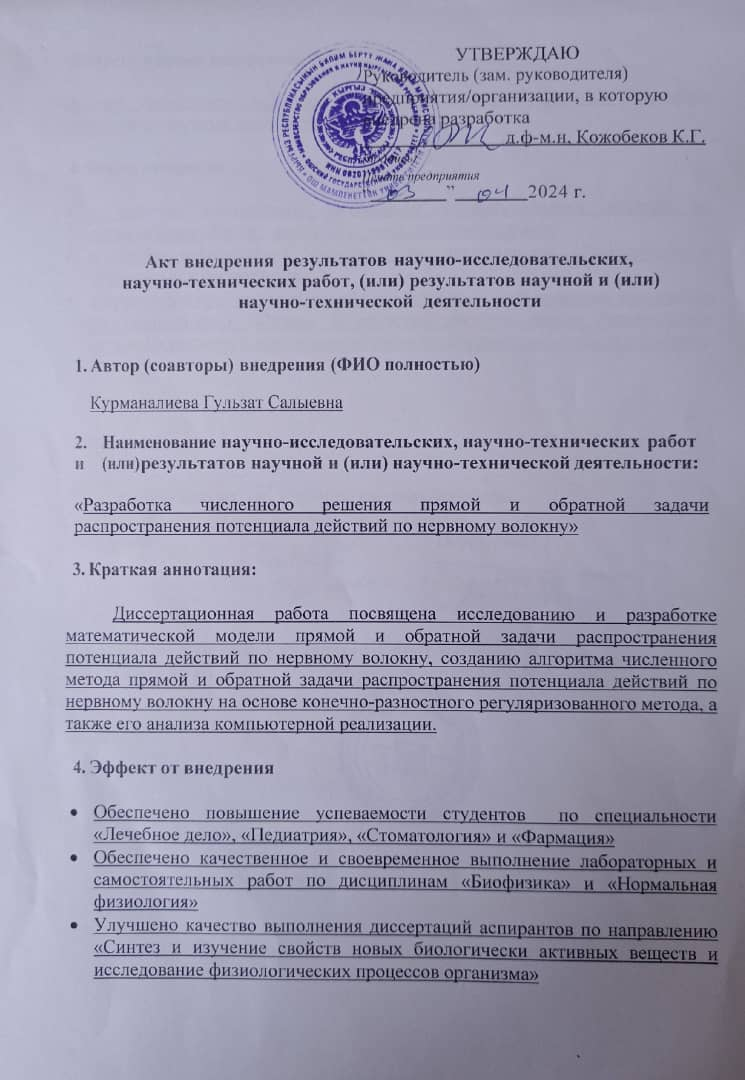 УТВЕРЖДАЮ
Руководитель (зам. руководителя)
предприятия/организации, в которую
внедрена разработка
д.ф-м.н, Кожобеков К.Г.
Печать предприятия
“ 03 ” 04 2024 г.
Акт внедрения результатов научно-исследовательских,
научно-технических работ, (или) результатов научной и (или)
научно-технической деятельности
1. Автор (соавторы) внедрения (ФИО полностью)
Курманалиева Гульзат Салыевна
2. Наименование научно-исследовательских, научно-технических работ
и (или)результатов научной и (или) научно-технической деятельности:
«Разработка численного решения прямой и обратной задачи
распространения потенциала действий по нервному волокну»
3. Краткая аннотация:
Диссертационная работа посвящена исследованию и разработке
математической модели прямой и обратной задачи распространения
потенциала действий по нервному волокну, созданию алгоритма численного
метода прямой и обратной задачи распространения потенциала действий по
нервному волокну на основе конечно-разностного регуляризованного метода, а
также его анализа компьютерной реализации.
4. Эффект от внедрения
• Обеспечено повышение успеваемости студентов по специальности
«Лечебное дело», «Педиатрия», «Стоматология» и «Фармация»
• Обеспечено качественное и своевременное выполнение лабораторных и
самостоятельных работ по дисциплинам «Биофизика» и «Нормальная
физиология»
• Улучшено качество выполнения диссертаций аспирантов по направлению
«Синтез и изучение свойств новых биологически активных веществ и
исследование физиологических процессов организма»